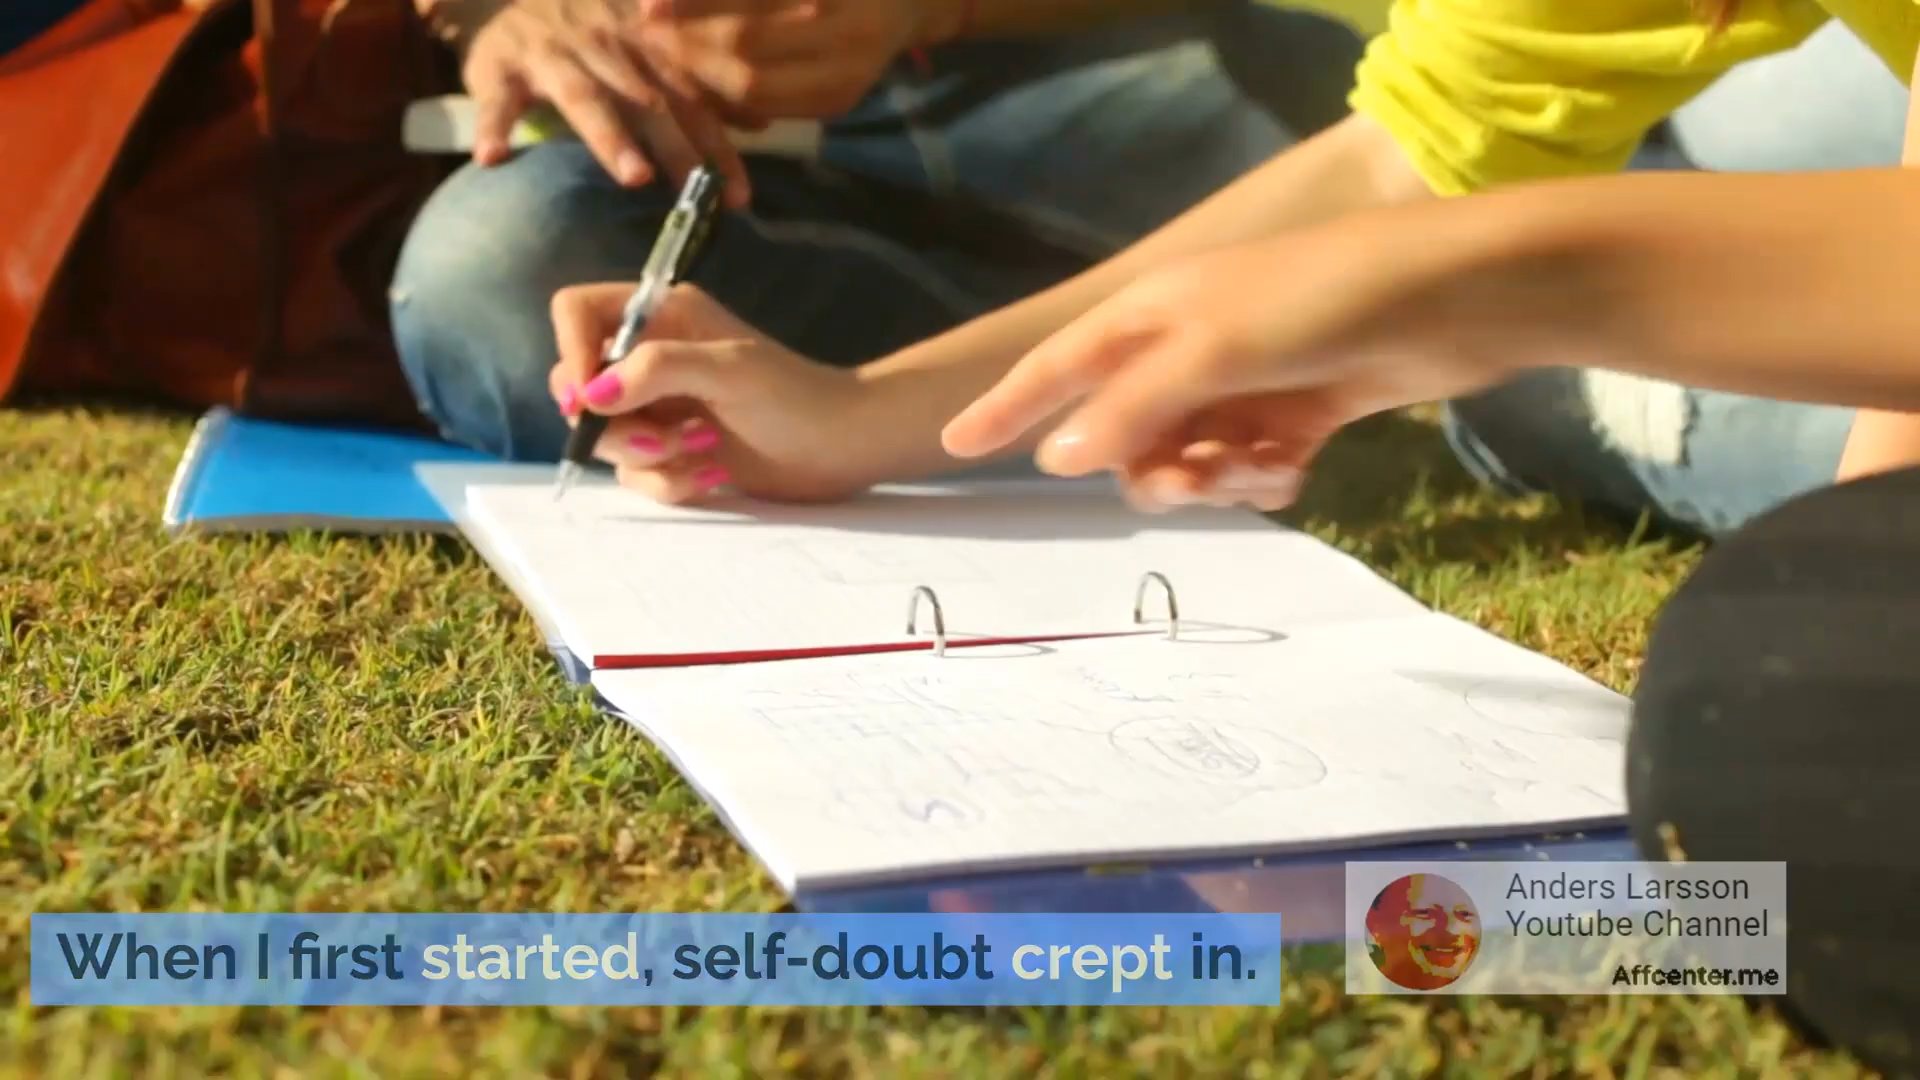 When I first started, self-doubt crept in.
Anders Larsson
Youtube Channel
Affcenter.me